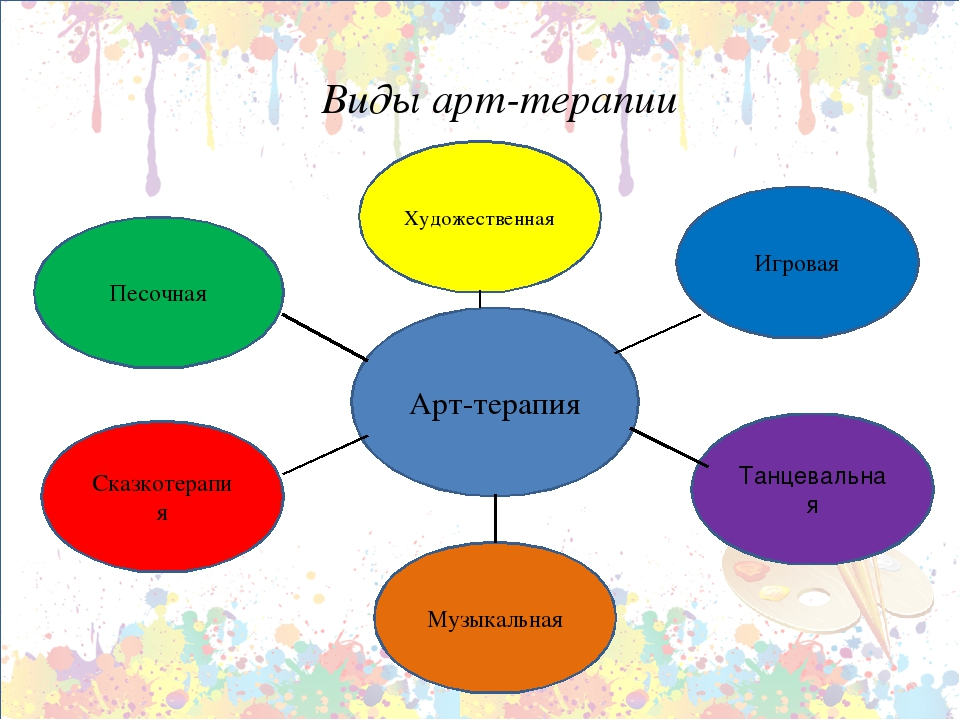 Виды арт-терапии
Художественная
Игровая
Песочная
Арт-терапия
Сказкотерапи
я
Танцевальна
я
Музыкальная